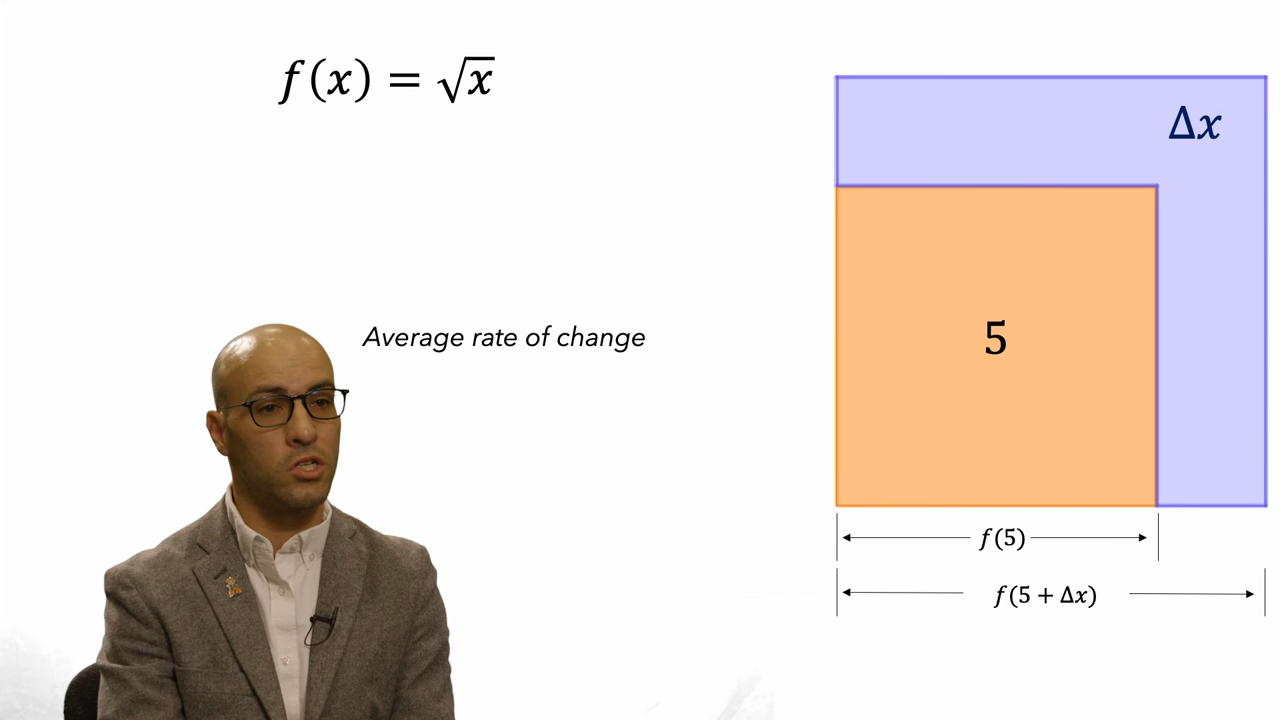 f(x) = √x
Δx
Average rate of change
5
f(5)
f(5 + Δx)